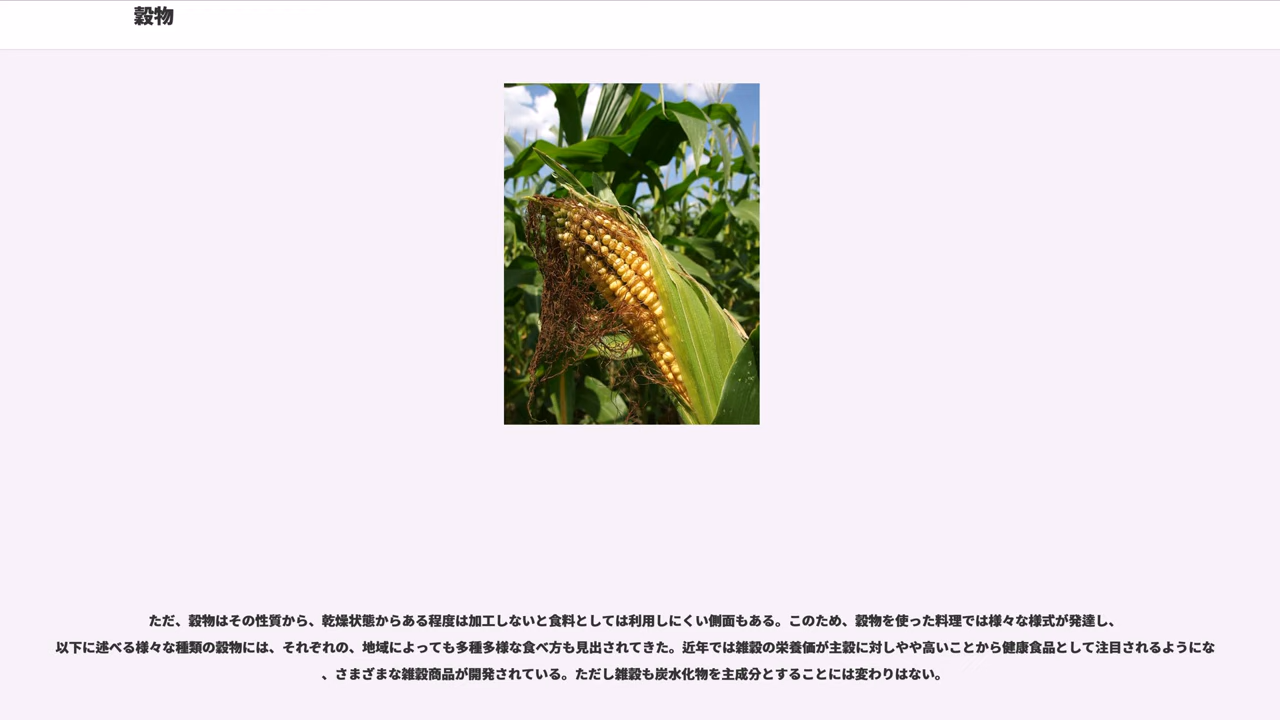 穀物
ただ、穀物はその性質から、乾燥状態からある程度は加工しないと食料としては利用しにくい側面もある。このため、穀物を使った料理では様々な様式が発達し、
以下に述べる様々な種類の穀物には、それぞれの、地域によっても多種多様な食べ方も見出されてきた。近年では雑穀の栄養価が主穀に対しやや高いことから健康食品として注目されるようにな
、さまざまな雑穀商品が開発されている。ただし雑穀も炭水化物を主成分とすることには変わりはない。